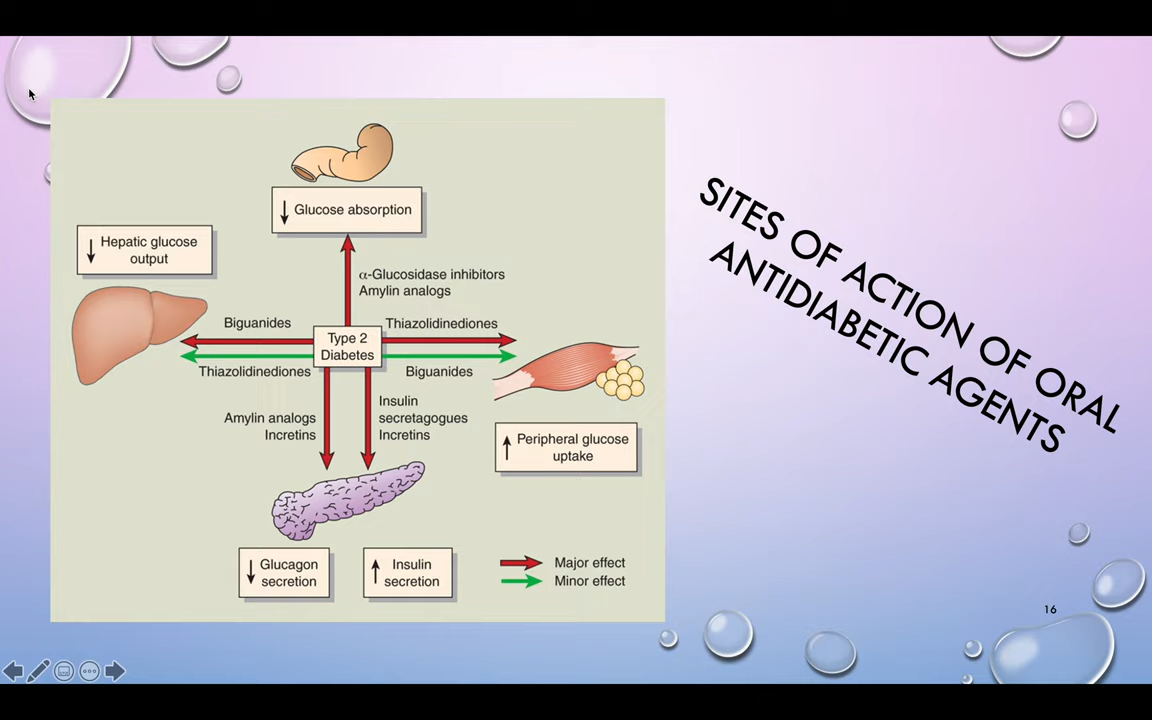 ↓ Glucose absorption
↓ Hepatic glucose
output
α-Glucosidase inhibitors
Amylin analogs
Biguanides
Thiazolidinediones
Type 2
Diabetes
Thiazolidinediones
Biguanides
Amylin analogs
Incretins
Insulin
secretagogues
Incretins
↑ Peripheral glucose
uptake
↓ Glucagon
secretion
↑ Insulin
secretion
Major effect
Minor effect
SITES OF ACTION OF ORAL
ANTIDIABETIC AGENTS
16